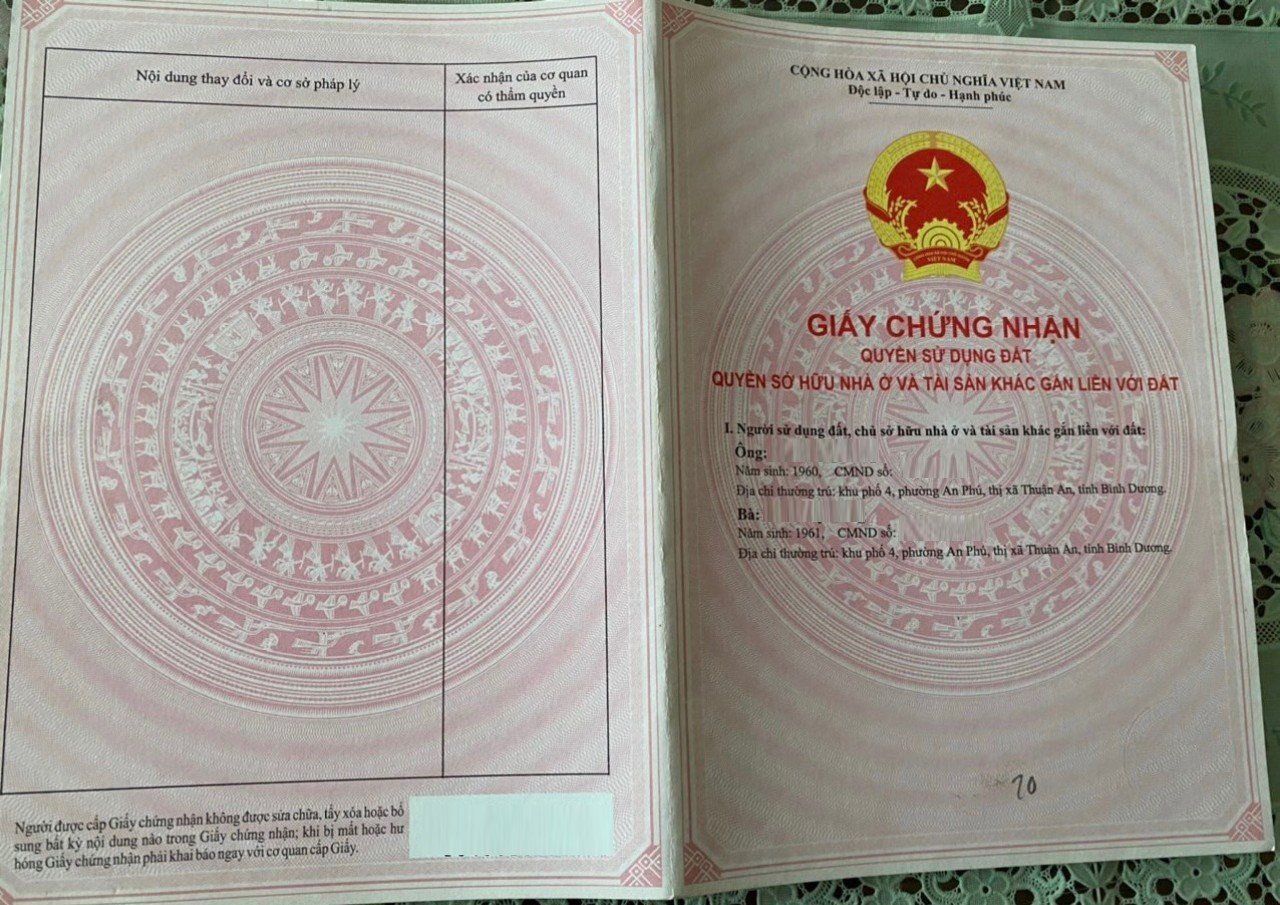 Nội dung thay đổi và cơ sở pháp lý
Xác nhận của cơ quan
có thẩm quyền
Người được cấp Giấy chứng nhận không được sửa chữa, tẩy xóa hoặc bổ
sung bất kỳ nội dung nào trong Giấy chứng nhận; khi bị mất hoặc hư
hỏng Giấy chứng nhận phải khai báo ngay với cơ quan cấp Giấy.
CỘNG HÒA XÃ HỘI CHỦ NGHĨA VIỆT NAM
Độc lập - Tự do - Hạnh phúc
VIỆT NAM
GIẤY CHỨNG NHẬN
QUYỀN SỬ DỤNG ĐẤT
QUYỀN SỞ HỮU NHÀ Ở VÀ TÀI SẢN KHÁC GẮN LIỀN VỚI ĐẤT
I. Người sử dụng đất, chủ sở hữu nhà ở và tài sản khác gắn liền với đất:
Ông:
Năm sinh: 1960, CMND số:
Địa chỉ thường trú: khu phố 4, phường An Phú, thị xã Thuận An, tỉnh Bình Dương.
Bà:
Năm sinh: 1961, CMND số:
Địa chỉ thường trú: khu phố 4, phường An Phú, thị xã Thuận An, tỉnh Bình Dương.
20